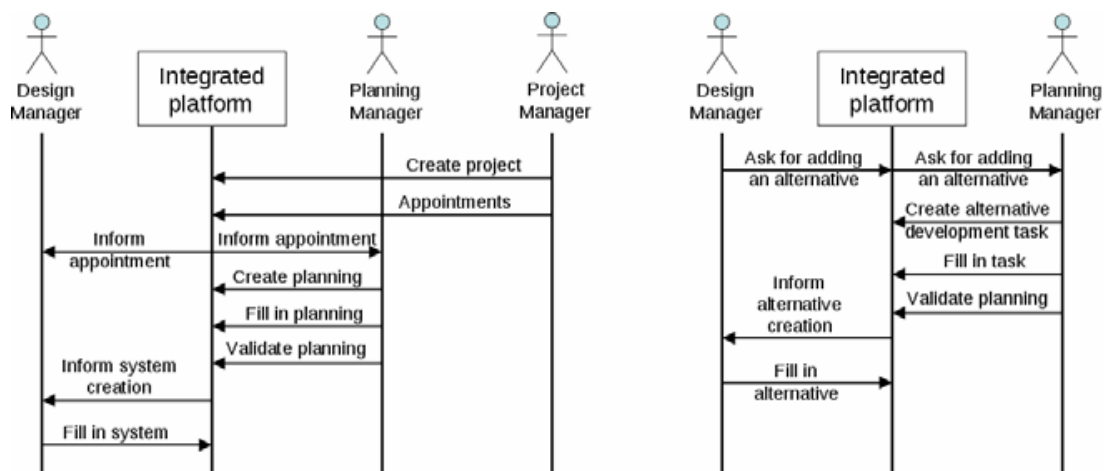 Design
Manager
Integrated
platform
Planning
Manager
Project
Manager
Create project
Appointments
Inform
appointment
Inform appointment
Create planning
Fill in planning
Validate planning
Inform system
creation
Fill in system
Design
Manager
Integrated
platform
Planning
Manager
Ask for adding
an alternative
Ask for adding
an alternative
Create alternative
development task
Fill in task
Inform
alternative
creation
Validate planning
Fill in
alternative